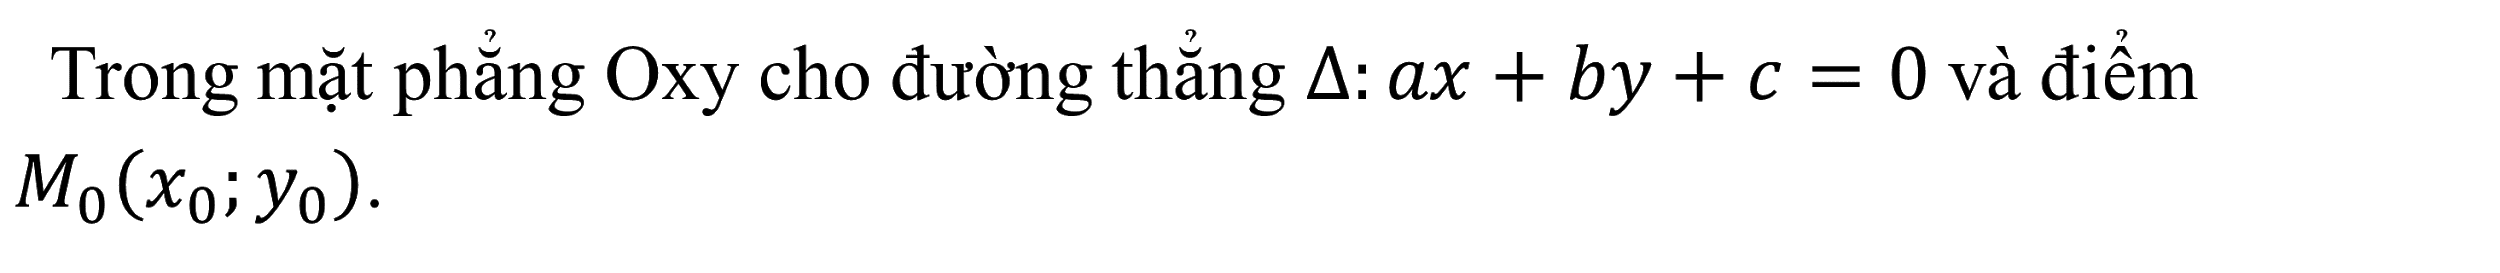 Trong mặt phẳng Oxy cho đường thẳng Δ: ax + by + c = 0 và điểm
M₀(x₀; y₀).